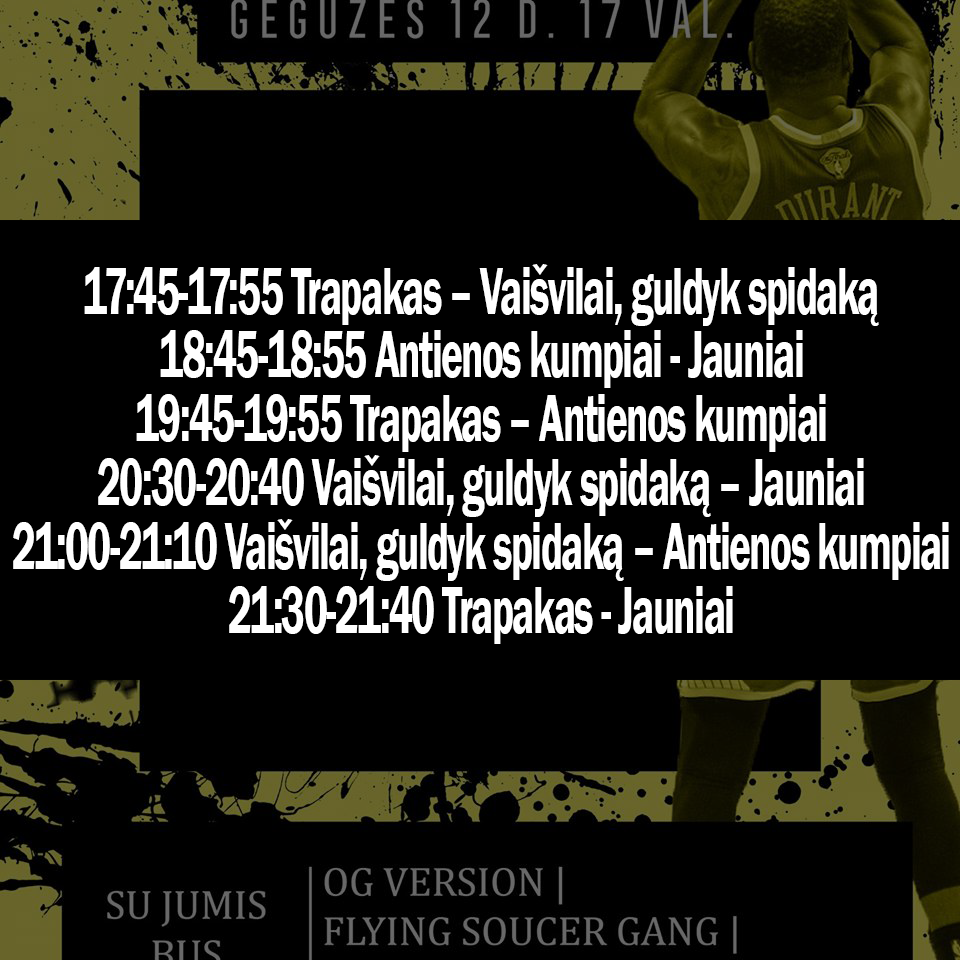 GEGUŽĖS 12 D. 17 VAL.
DURANT
17:45-17:55 Trapakas – Vaišvilai, guldyk spidaką
18:45-18:55 Antienos kumpiai - Jauniai
19:45-19:55 Trapakas – Antienos kumpiai
20:30-20:40 Vaišvilai, guldyk spidaką – Jauniai
21:00-21:10 Vaišvilai, guldyk spidaką – Antienos kumpiai
21:30-21:40 Trapakas - Jauniai
SU JUMIS
BUS
|OG VERSION |
|FLYING SOUCER GANG |